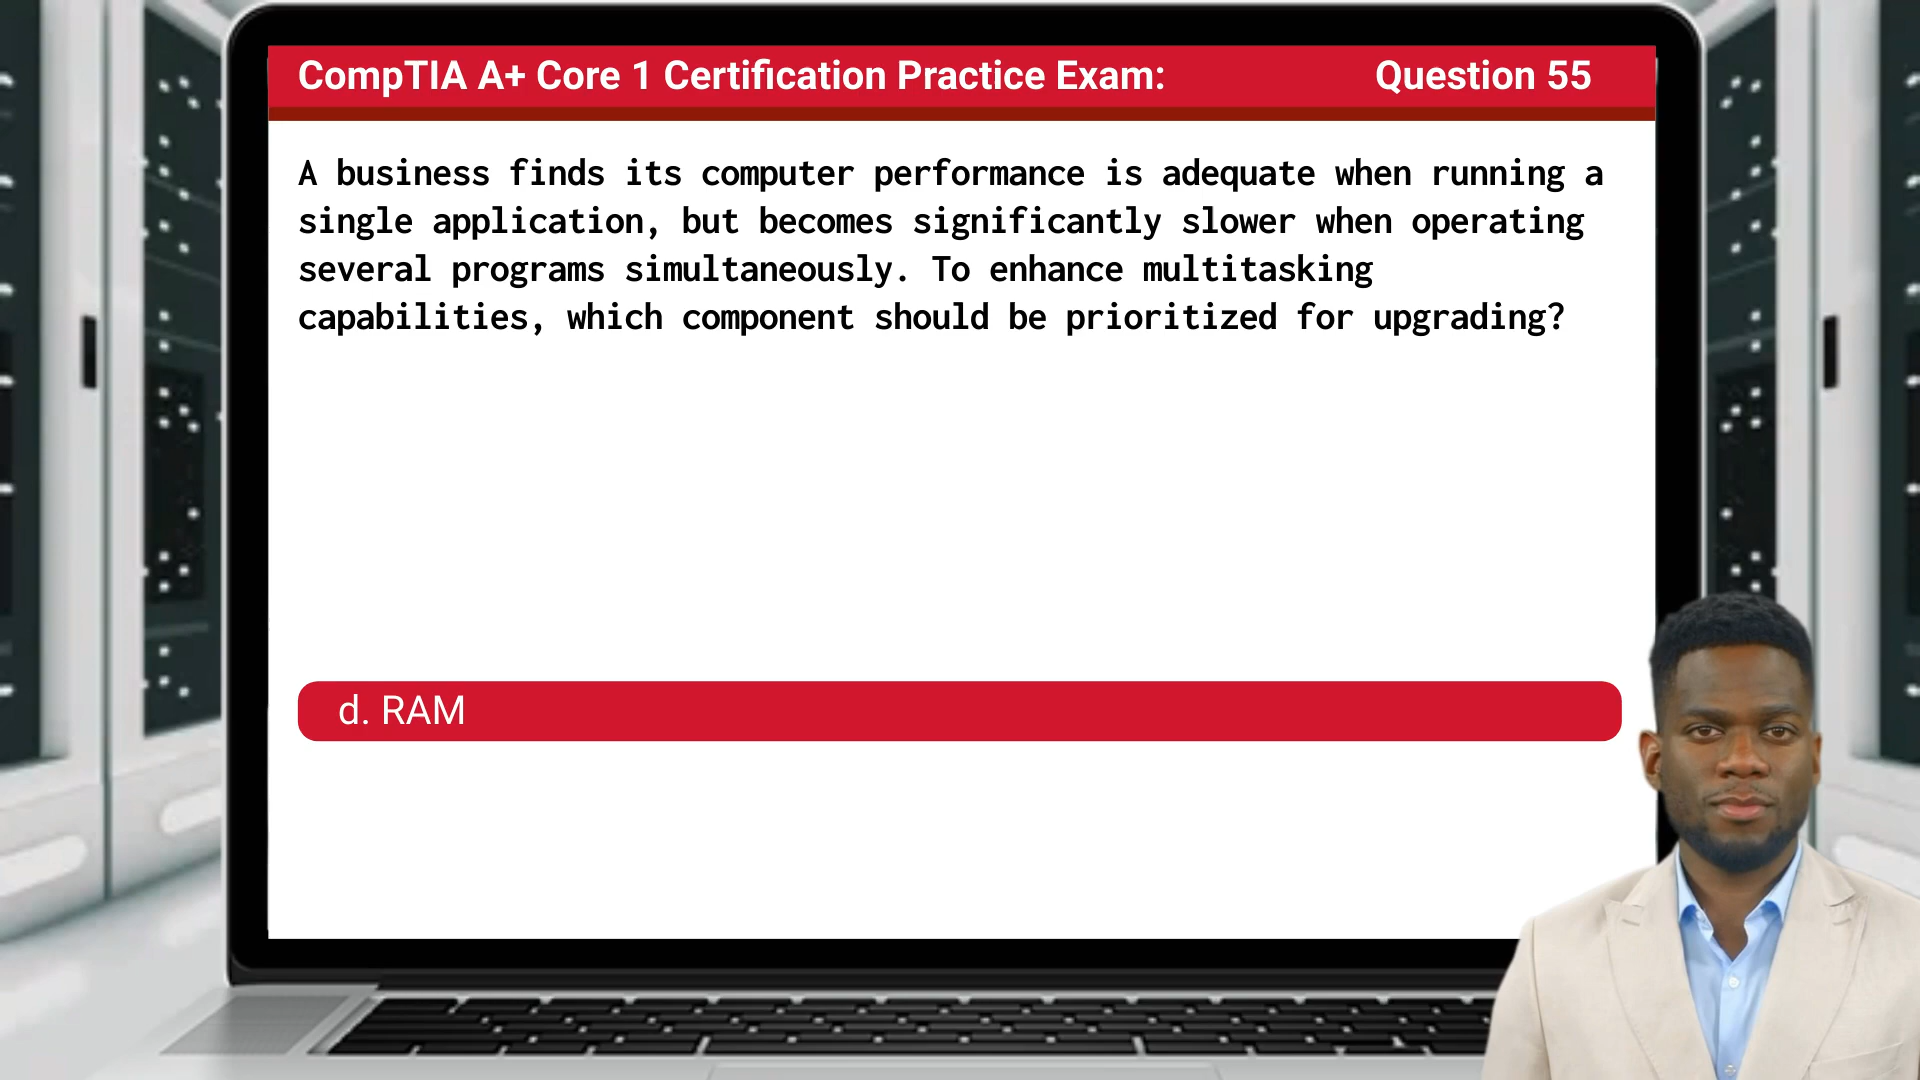 CompTIA A+ Core 1 Certification Practice Exam: Question 55
A business finds its computer performance is adequate when running a
single application, but becomes significantly slower when operating
several programs simultaneously. To enhance multitasking
capabilities, which component should be prioritized for upgrading?
d. RAM